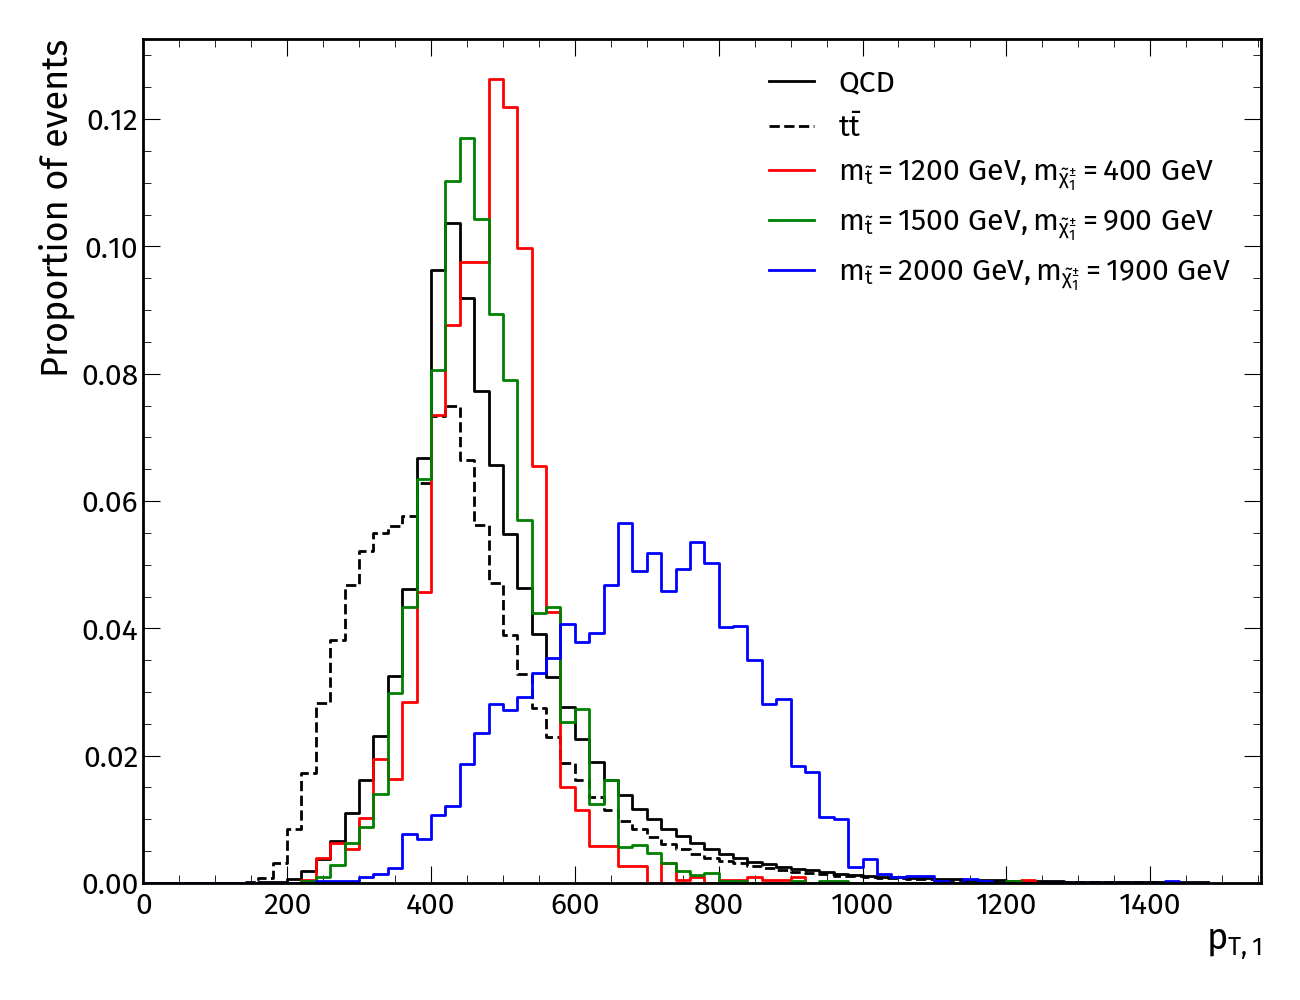 Proportion of events
0.12
0.10
0.08
0.06
0.04
0.02
0.00
QCD
tt̄
m_t̃ = 1200 GeV, m_χ̃₁± = 400 GeV
m_t̃ = 1500 GeV, m_χ̃₁± = 900 GeV
m_t̃ = 2000 GeV, m_χ̃₁± = 1900 GeV
0 200 400 600 800 1000 1200 1400
p_T, 1